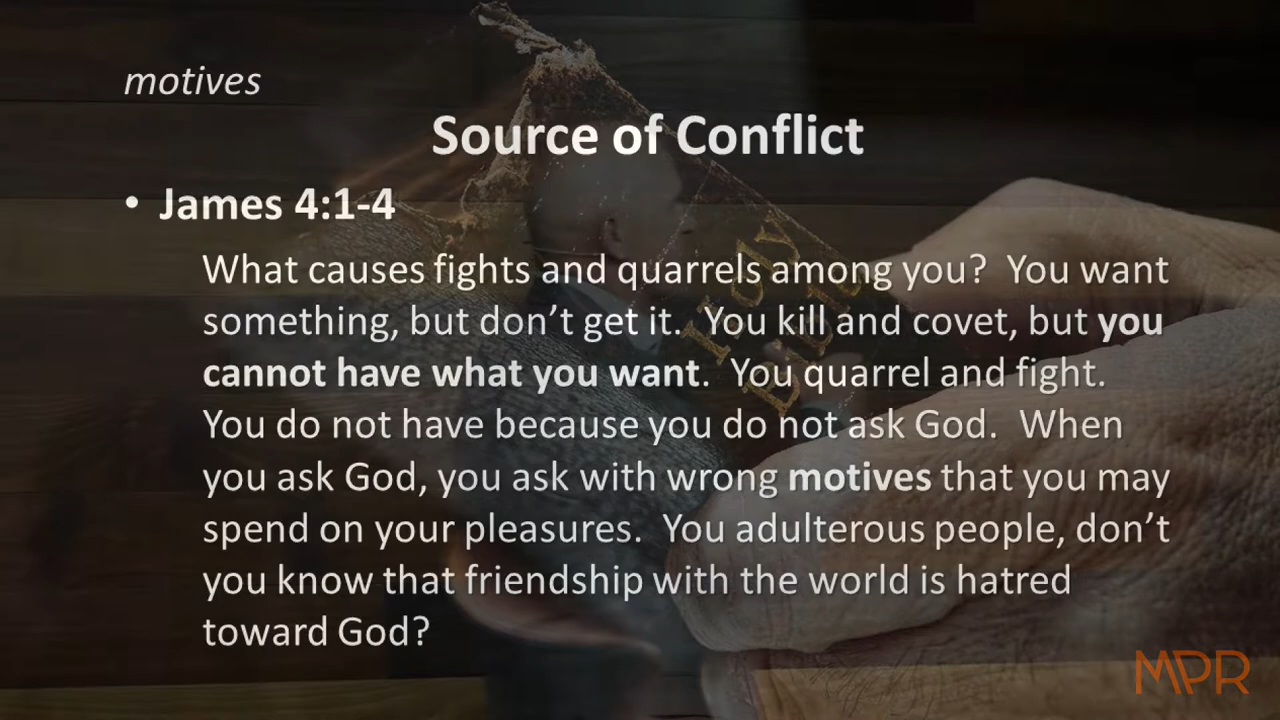 motives
Source of Conflict
• James 4:1-4
What causes fights and quarrels among you? You want
something, but don't get it. You kill and covet, but you
cannot have what you want. You quarrel and fight.
You do not have because you do not ask God. When
you ask God, you ask with wrong motives that you may
spend on your pleasures. You adulterous people, don't
you know that friendship with the world is hatred
toward God?
HOLY
BIBLE
MPR